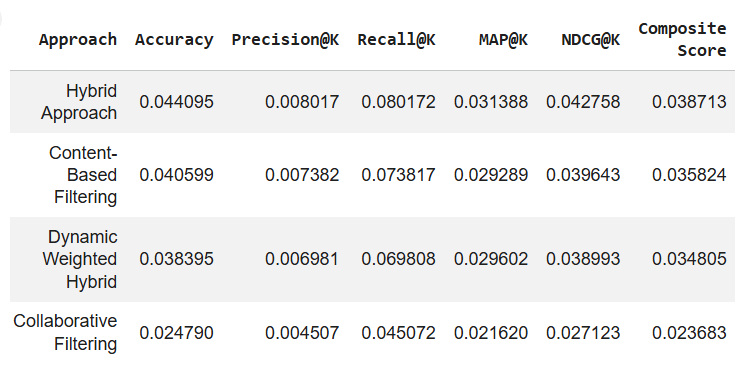 Approach Accuracy Precision@K Recall@K MAP@K NDCG@K Composite Score
Hybrid Approach 0.044095 0.008017 0.080172 0.031388 0.042758 0.038713
Content-Based Filtering 0.040599 0.007382 0.073817 0.029289 0.039643 0.035824
Dynamic Weighted Hybrid 0.038395 0.006981 0.069808 0.029602 0.038993 0.034805
Collaborative Filtering 0.024790 0.004507 0.045072 0.021620 0.027123 0.023683